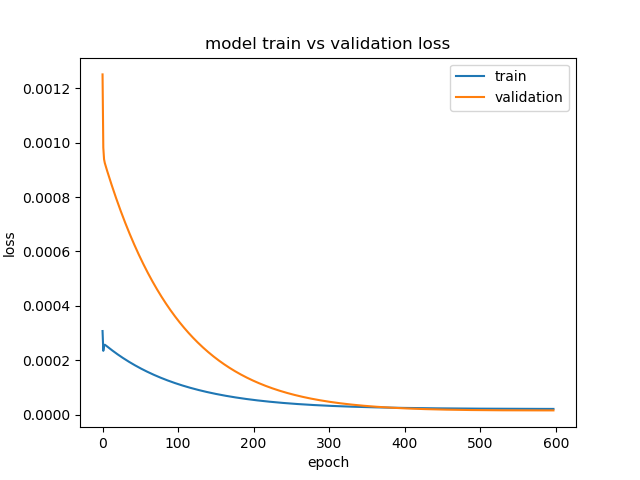 model train vs validation loss
train
validation
loss
0.0012
0.0010
0.0008
0.0006
0.0004
0.0002
0.0000
0 100 200 300 400 500 600
epoch